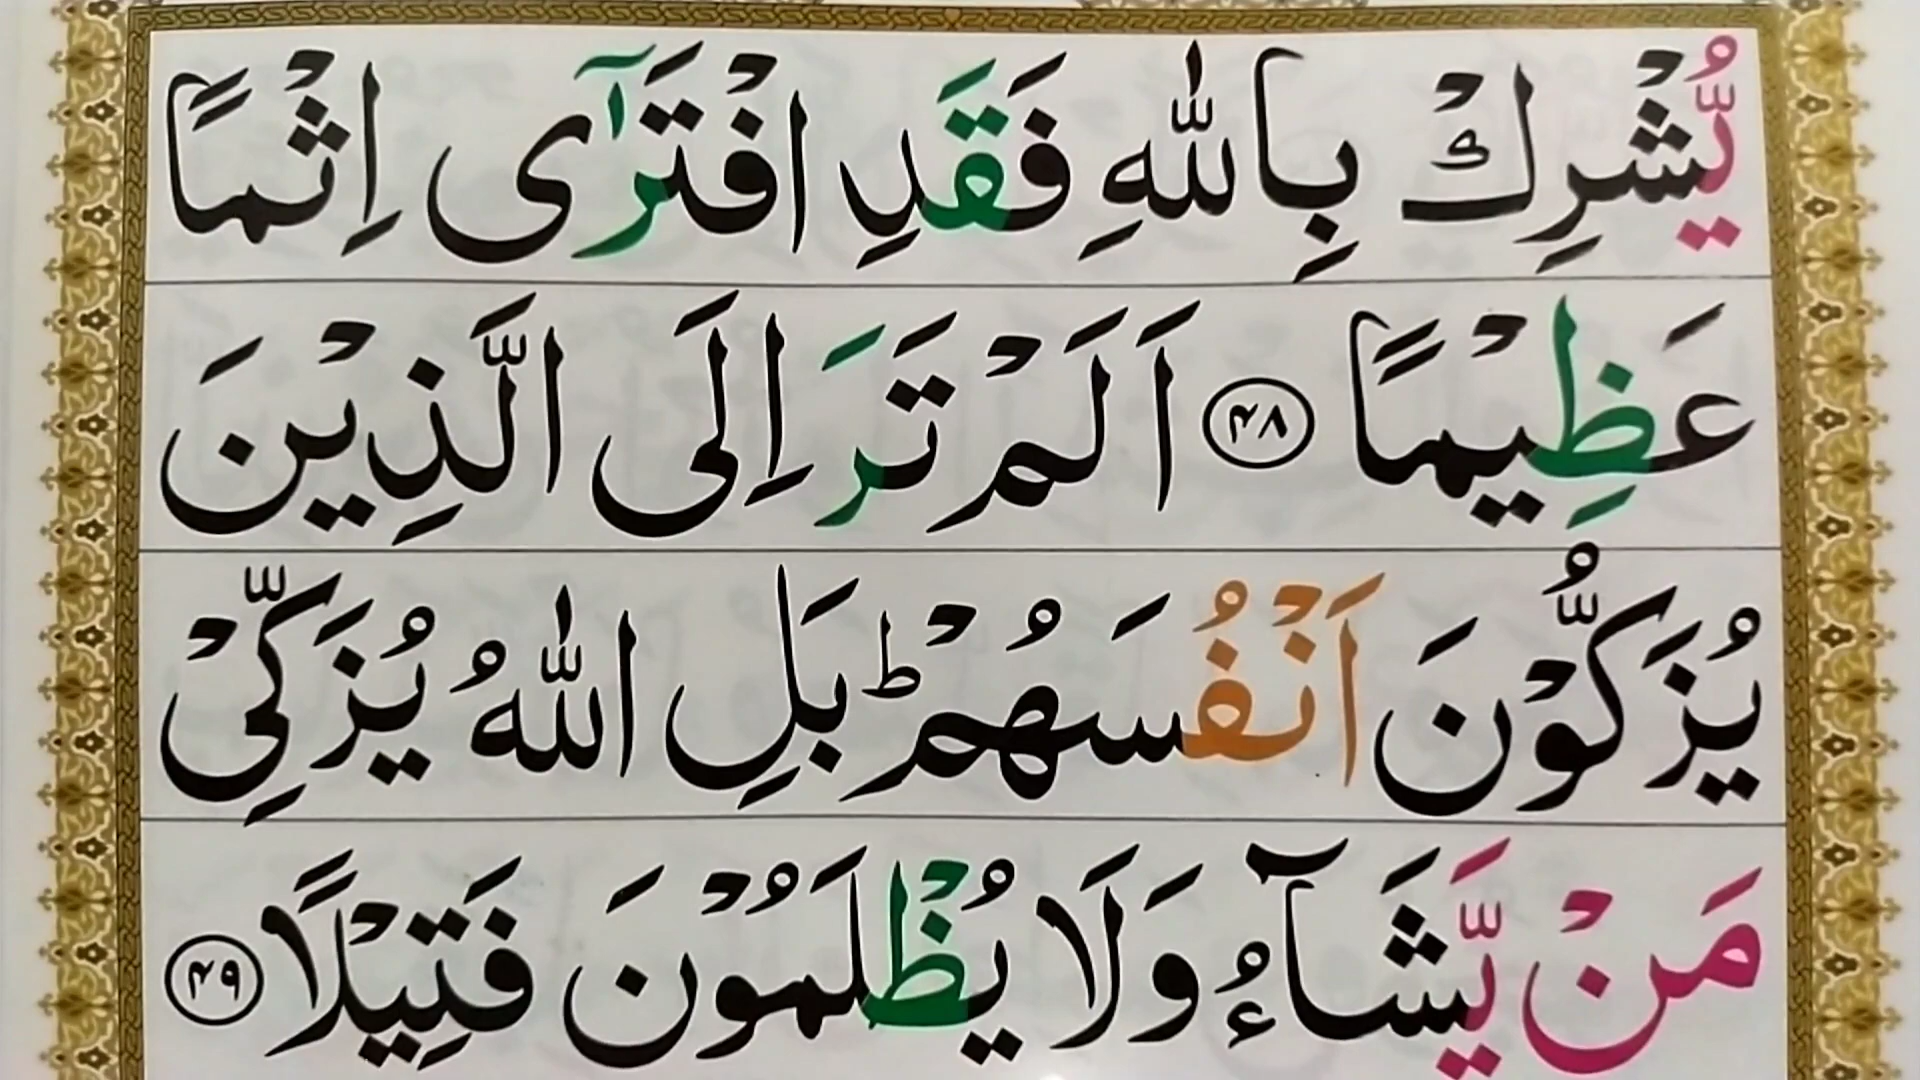 يُّشْرِكْ بِاللّٰهِ فَقَدِ افْتَرٰۤى اِثْمًا
عَظِيْمًا ۝۴۸ اَلَمْ تَرَ اِلَى الَّذِيْنَ
يُزَكُّوْنَ اَنْفُسَهُمْؕ بَلِ اللّٰهُ يُزَكِّيْ
مَنْ يَّشَآءُ وَلَا يُظْلَمُوْنَ فَتِيْلًا ۝۴۹